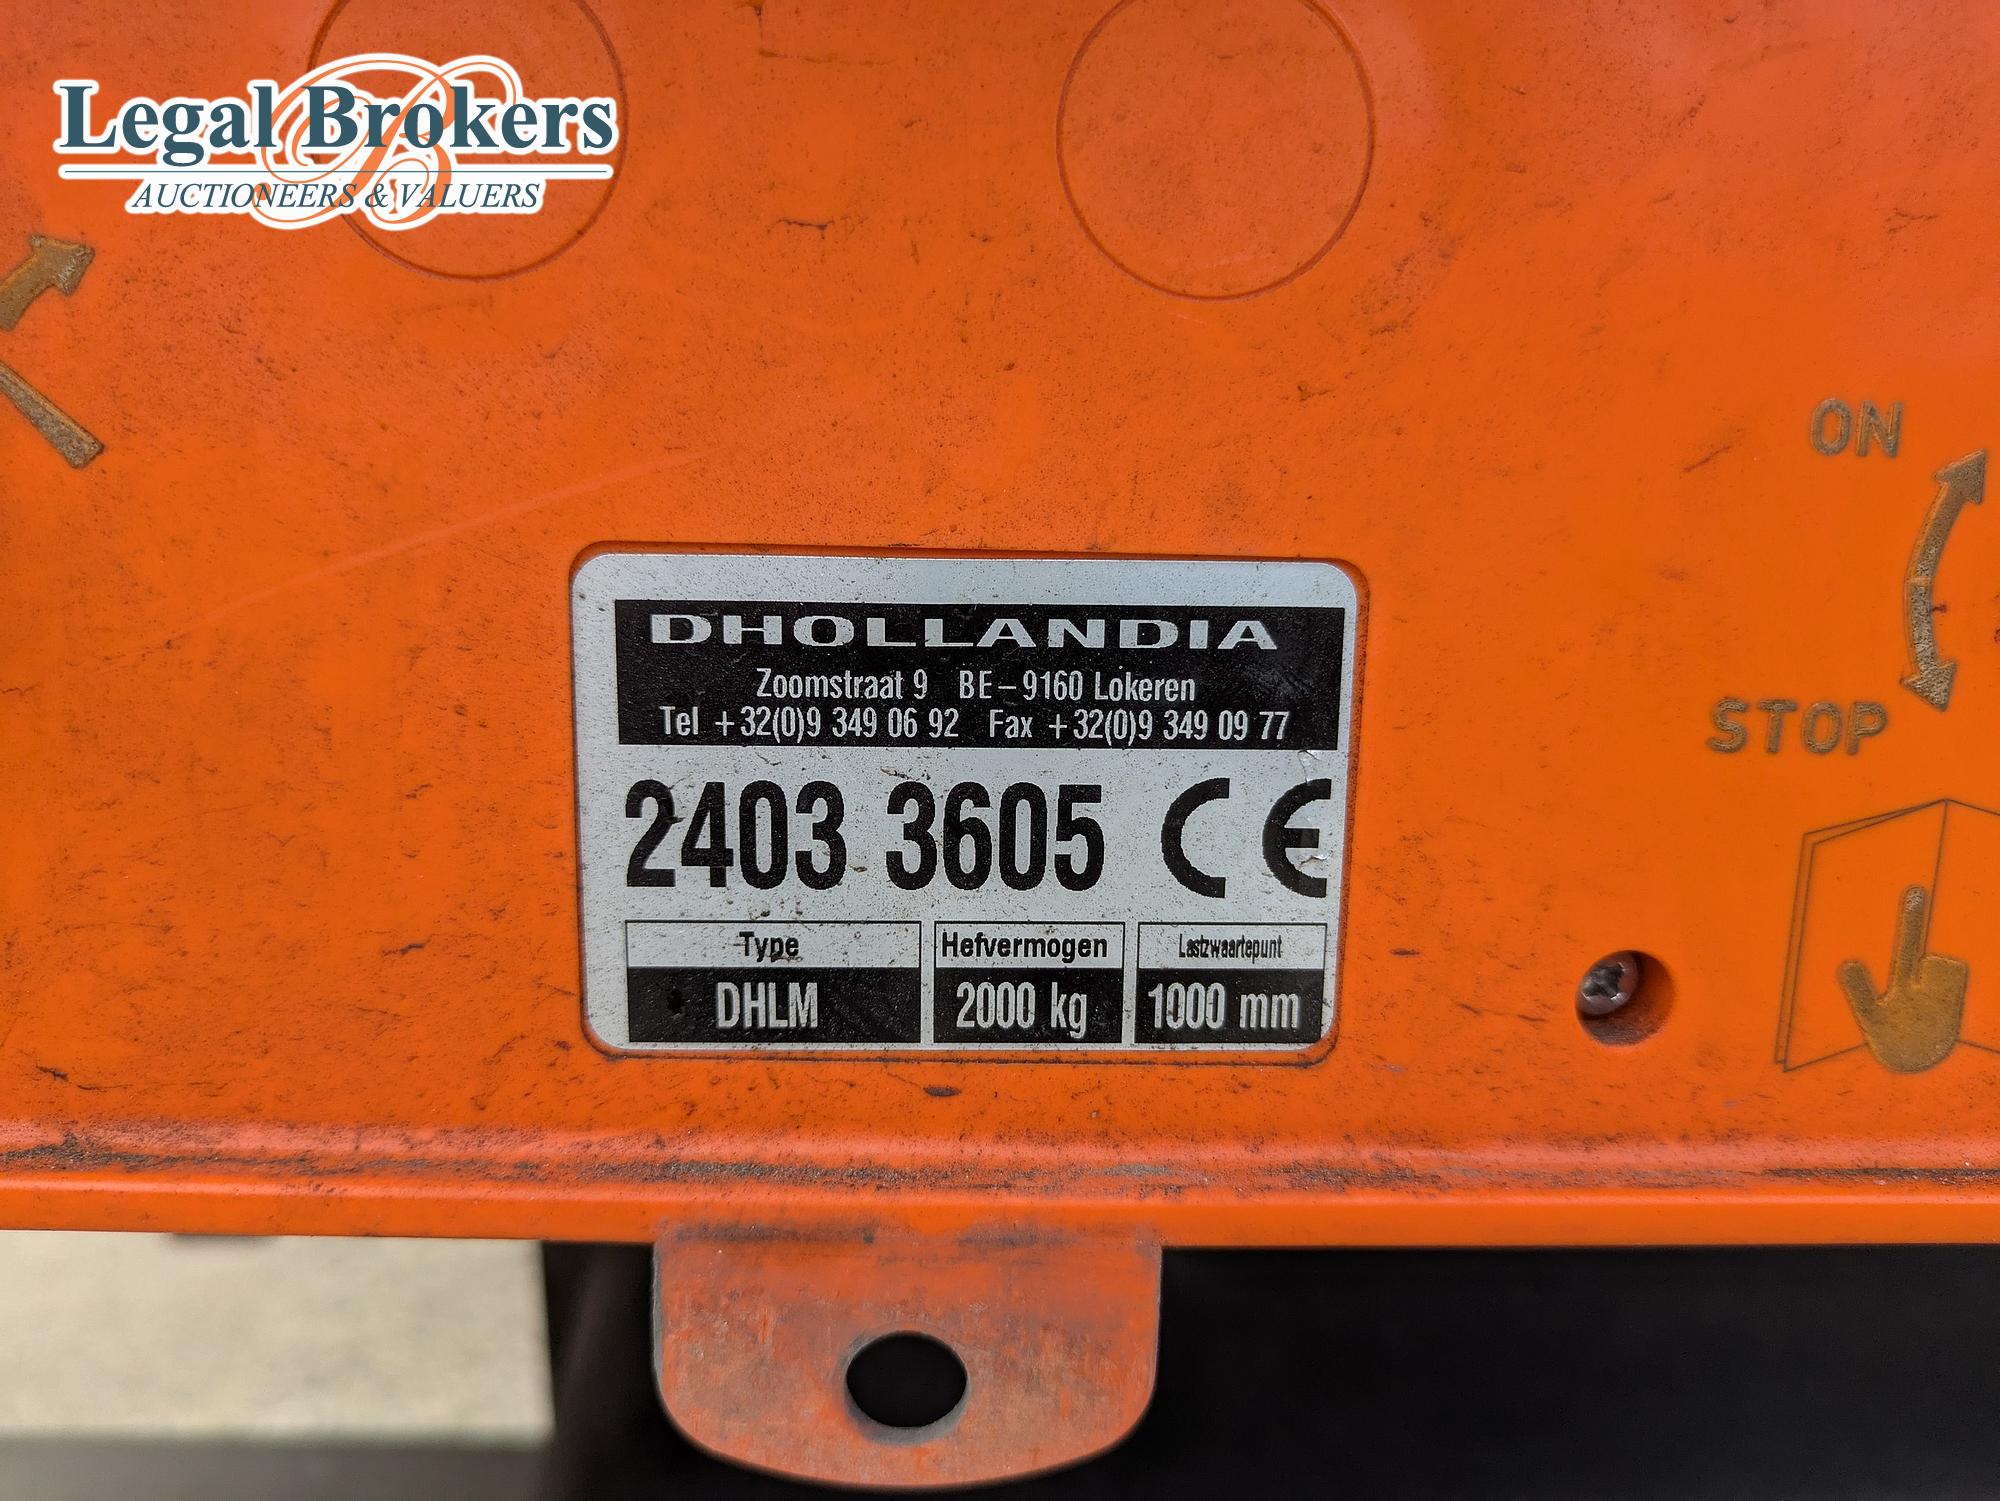 Legal Brokers
AUCTIONEERS & VALUERS
ON
STOP
DHOLLANDIA
Zoomstraat 9 BE-9160 Lokeren
Tel +32(0)9 349 06 92 Fax +32(0)9 349 09 77
2403 3605 CE
Type Hefvermogen Lastzwaartepunt
DHLM 2000 kg 1000 mm